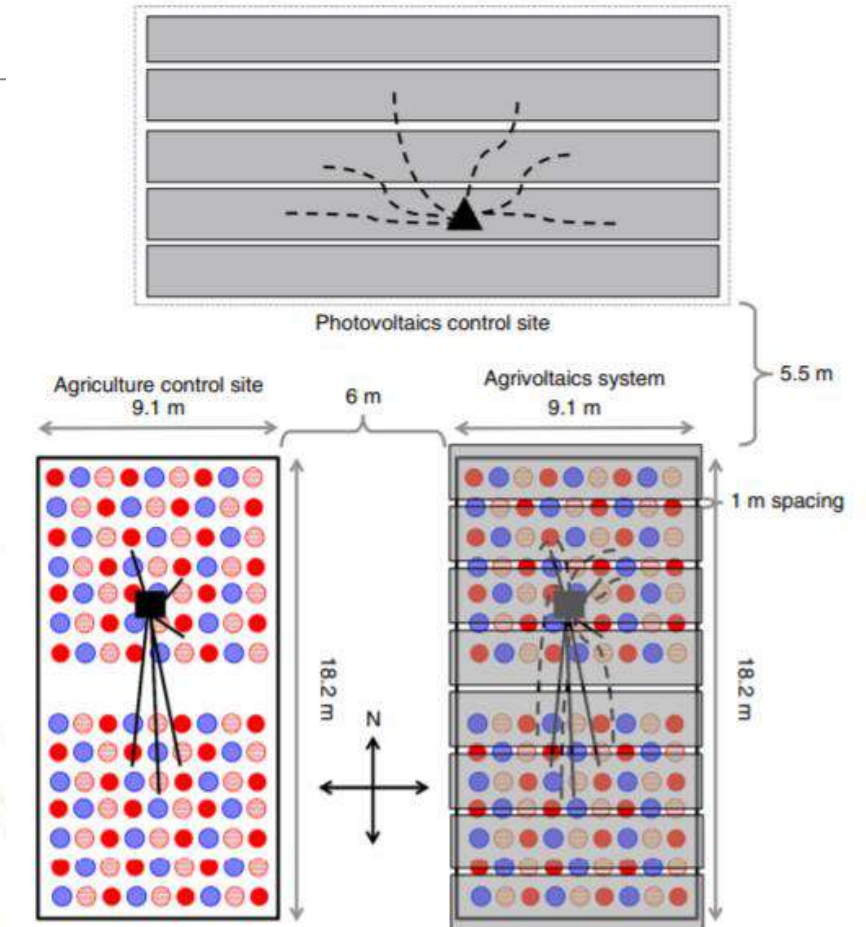 Photovoltaics control site
5.5 m
Agriculture control site
9.1 m
6 m
Agrivoltaics system
9.1 m
1 m spacing
18.2 m
N
18.2 m